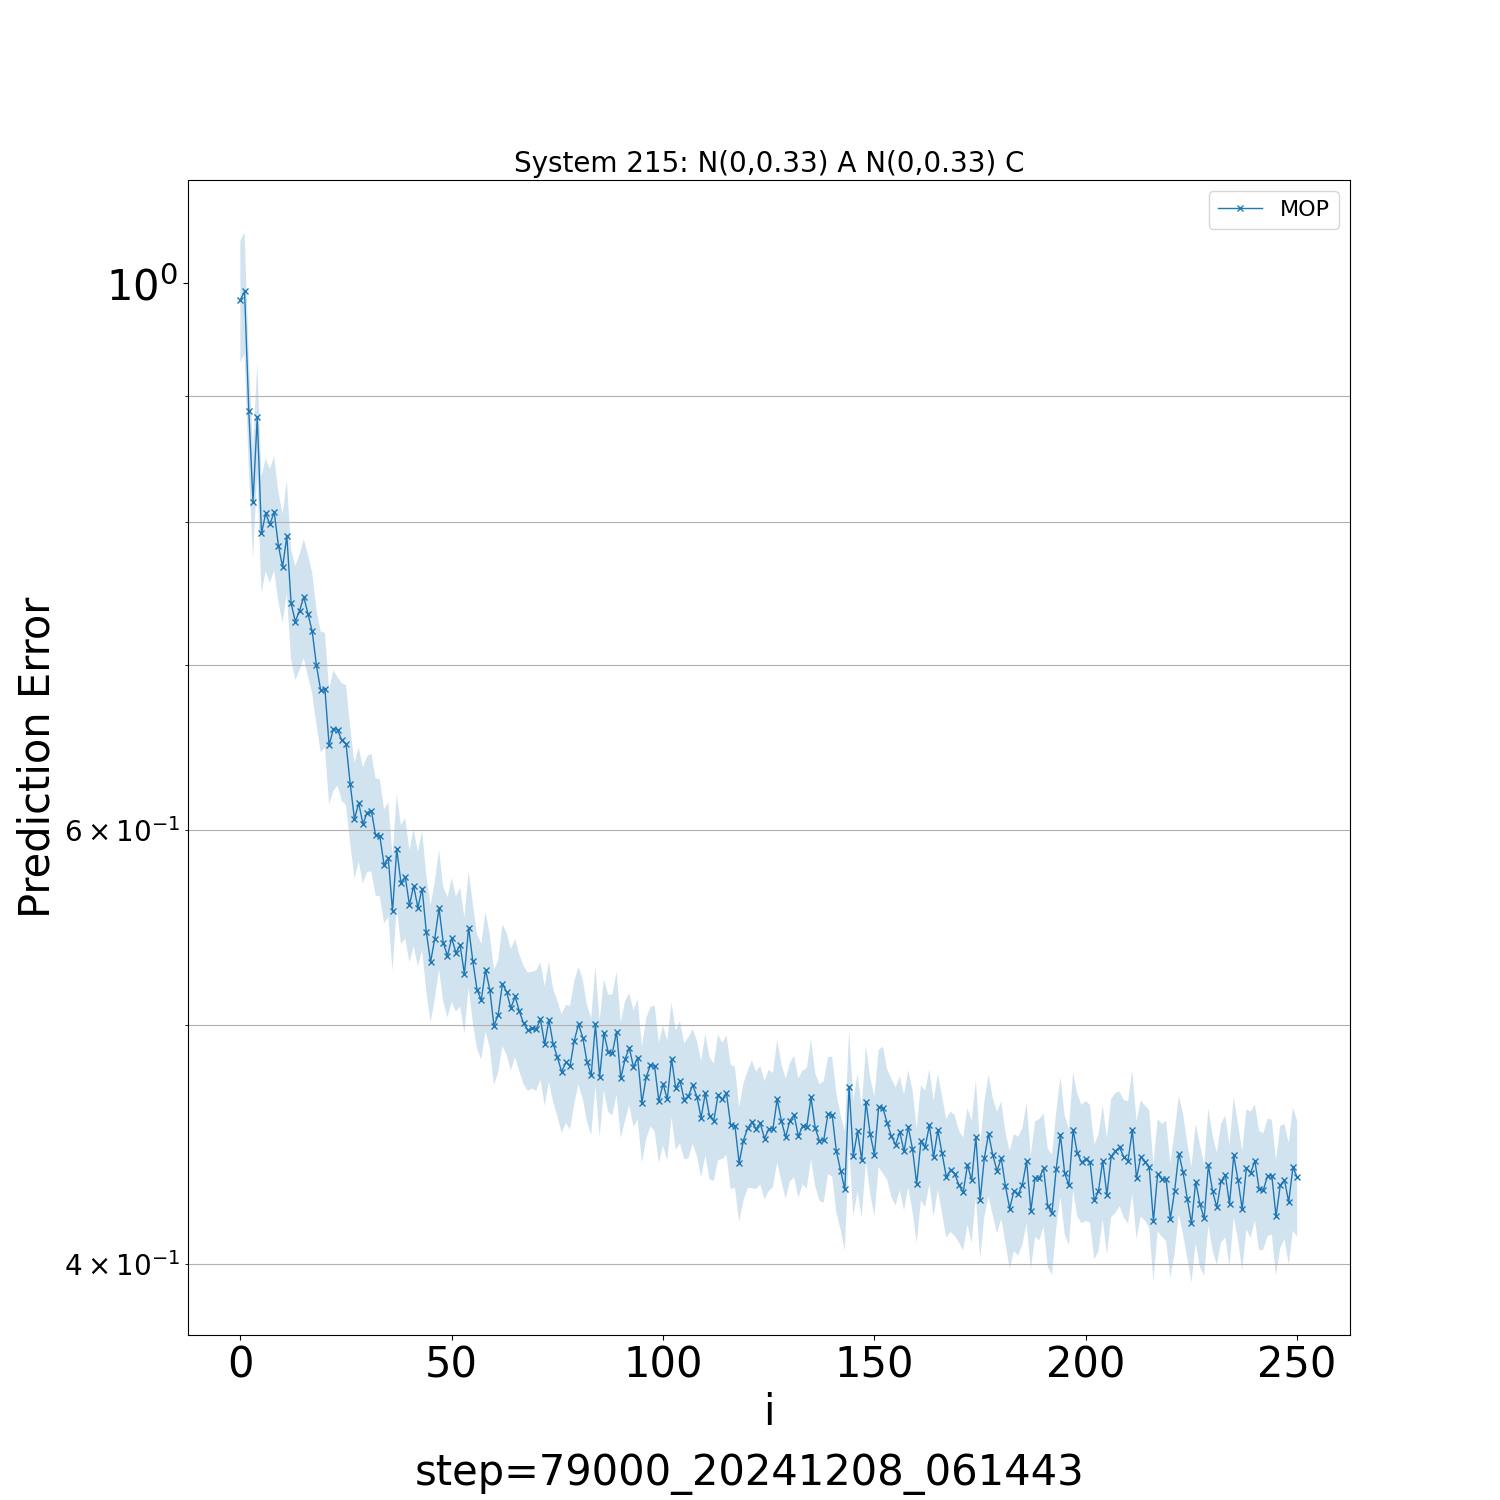 System 215: N(0,0.33) A N(0,0.33) C
MOP
10⁰
6 × 10⁻¹
4 × 10⁻¹
Prediction Error
0 50 100 150 200 250
i
step=79000_20241208_061443